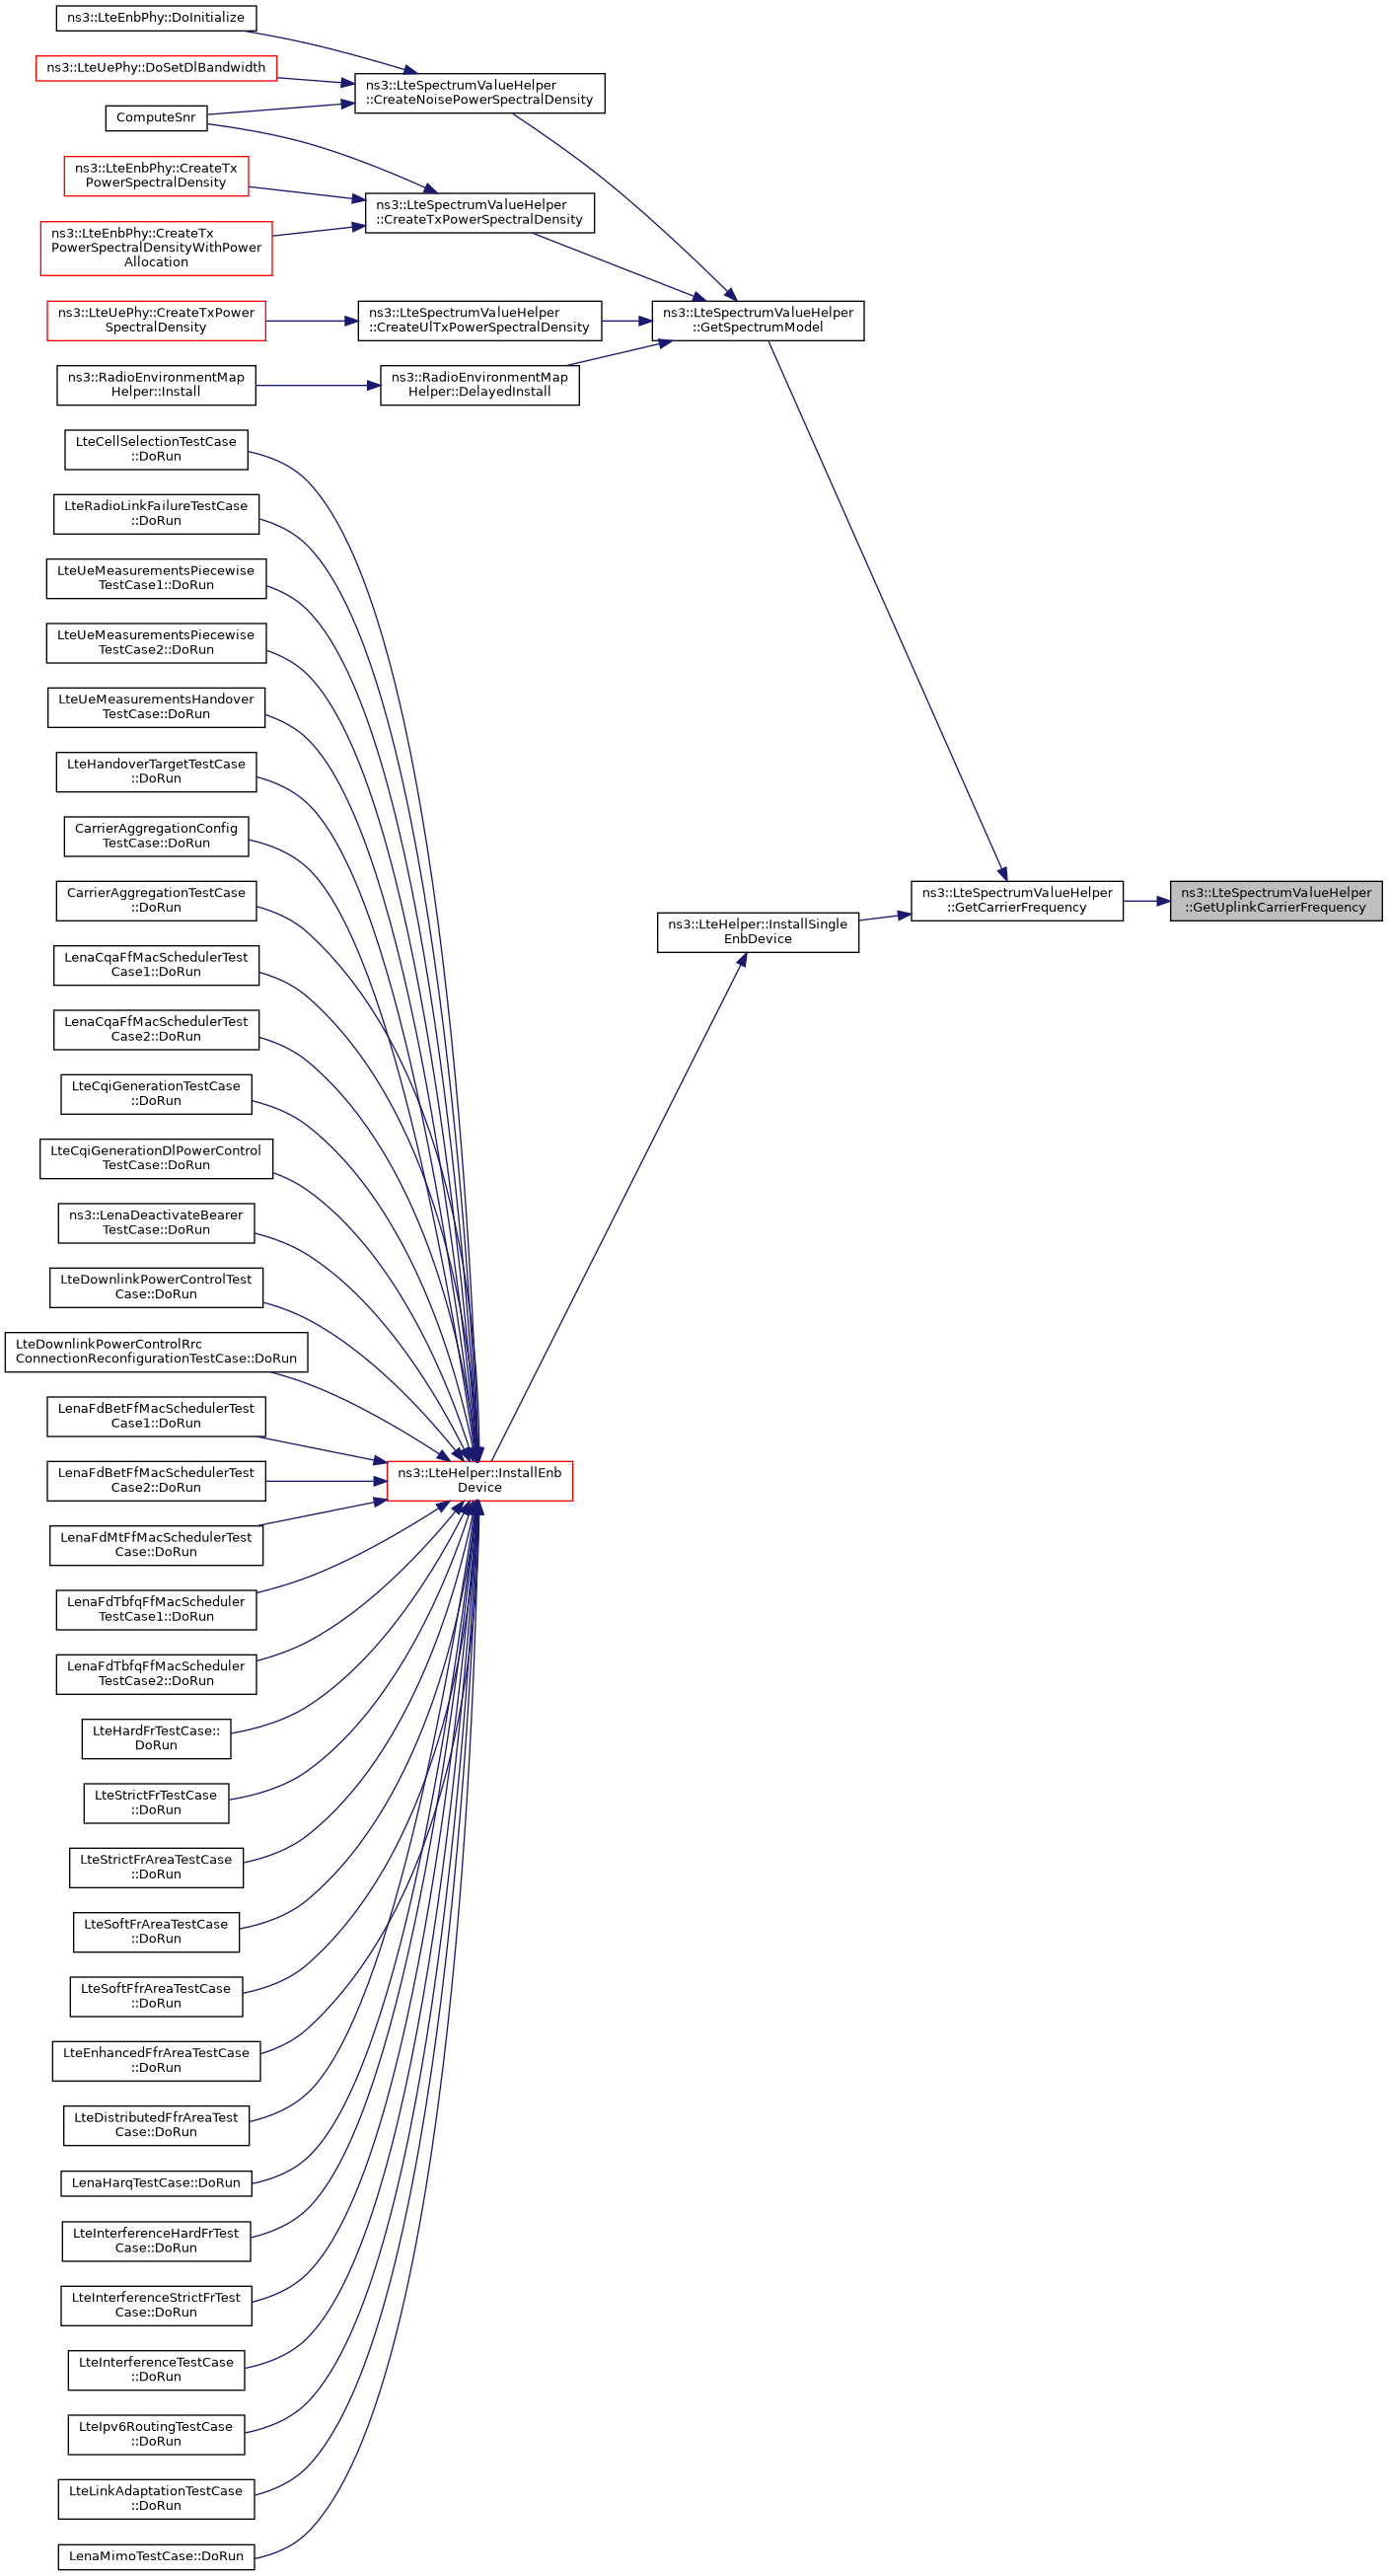 ns3::LteEnbPhy::DoInitialize
ns3::LteUePhy::DoSetDlBandwidth
ns3::LteSpectrumValueHelper
::CreateNoisePowerSpectralDensity
ComputeSnr
ns3::LteEnbPhy::CreateTx
PowerSpectralDensity
ns3::LteSpectrumValueHelper
::CreateTxPowerSpectralDensity
ns3::LteEnbPhy::CreateTx
PowerSpectralDensityWithPower
Allocation
ns3::LteUePhy::CreateTxPower
SpectralDensity
ns3::LteSpectrumValueHelper
::CreateUlTxPowerSpectralDensity
ns3::LteSpectrumValueHelper
::GetSpectrumModel
ns3::RadioEnvironmentMap
Helper::Install
ns3::RadioEnvironmentMap
Helper::DelayedInstall
LteCellSelectionTestCase
::DoRun
LteRadioLinkFailureTestCase
::DoRun
LteUeMeasurementsPiecewise
TestCase1::DoRun
LteUeMeasurementsPiecewise
TestCase2::DoRun
LteUeMeasurementsHandover
TestCase::DoRun
LteHandoverTargetTestCase
::DoRun
CarrierAggregationConfig
TestCase::DoRun
CarrierAggregationTestCase
::DoRun
ns3::LteHelper::InstallSingle
EnbDevice
ns3::LteSpectrumValueHelper
::GetCarrierFrequency
ns3::LteSpectrumValueHelper
::GetUplinkCarrierFrequency
LenaCqaFfMacSchedulerTest
Case1::DoRun
LenaCqaFfMacSchedulerTest
Case2::DoRun
LteCqiGenerationTestCase
::DoRun
LteCqiGenerationDlPowerControl
TestCase::DoRun
ns3::LenaDeactivateBearer
TestCase::DoRun
LteDownlinkPowerControlTest
Case::DoRun
LteDownlinkPowerControlRrc
ConnectionReconfigurationTestCase::DoRun
LenaFdBetFfMacSchedulerTest
Case1::DoRun
LenaFdBetFfMacSchedulerTest
Case2::DoRun
ns3::LteHelper::InstallEnb
Device
LenaFdMtFfMacSchedulerTest
Case::DoRun
LenaFdTbfqFfMacScheduler
TestCase1::DoRun
LenaFdTbfqFfMacScheduler
TestCase2::DoRun
LteHardFrTestCase::
DoRun
LteStrictFrTestCase
::DoRun
LteStrictFrAreaTestCase
::DoRun
LteSoftFrAreaTestCase
::DoRun
LteSoftFfrAreaTestCase
::DoRun
LteEnhancedFfrAreaTestCase
::DoRun
LteDistributedFfrAreaTest
Case::DoRun
LenaHarqTestCase::DoRun
LteInterferenceHardFrTest
Case::DoRun
LteInterferenceStrictFrTest
Case::DoRun
LteInterferenceTestCase
::DoRun
LteIpv6RoutingTestCase
::DoRun
LteLinkAdaptationTestCase
::DoRun
LenaMimoTestCase::DoRun